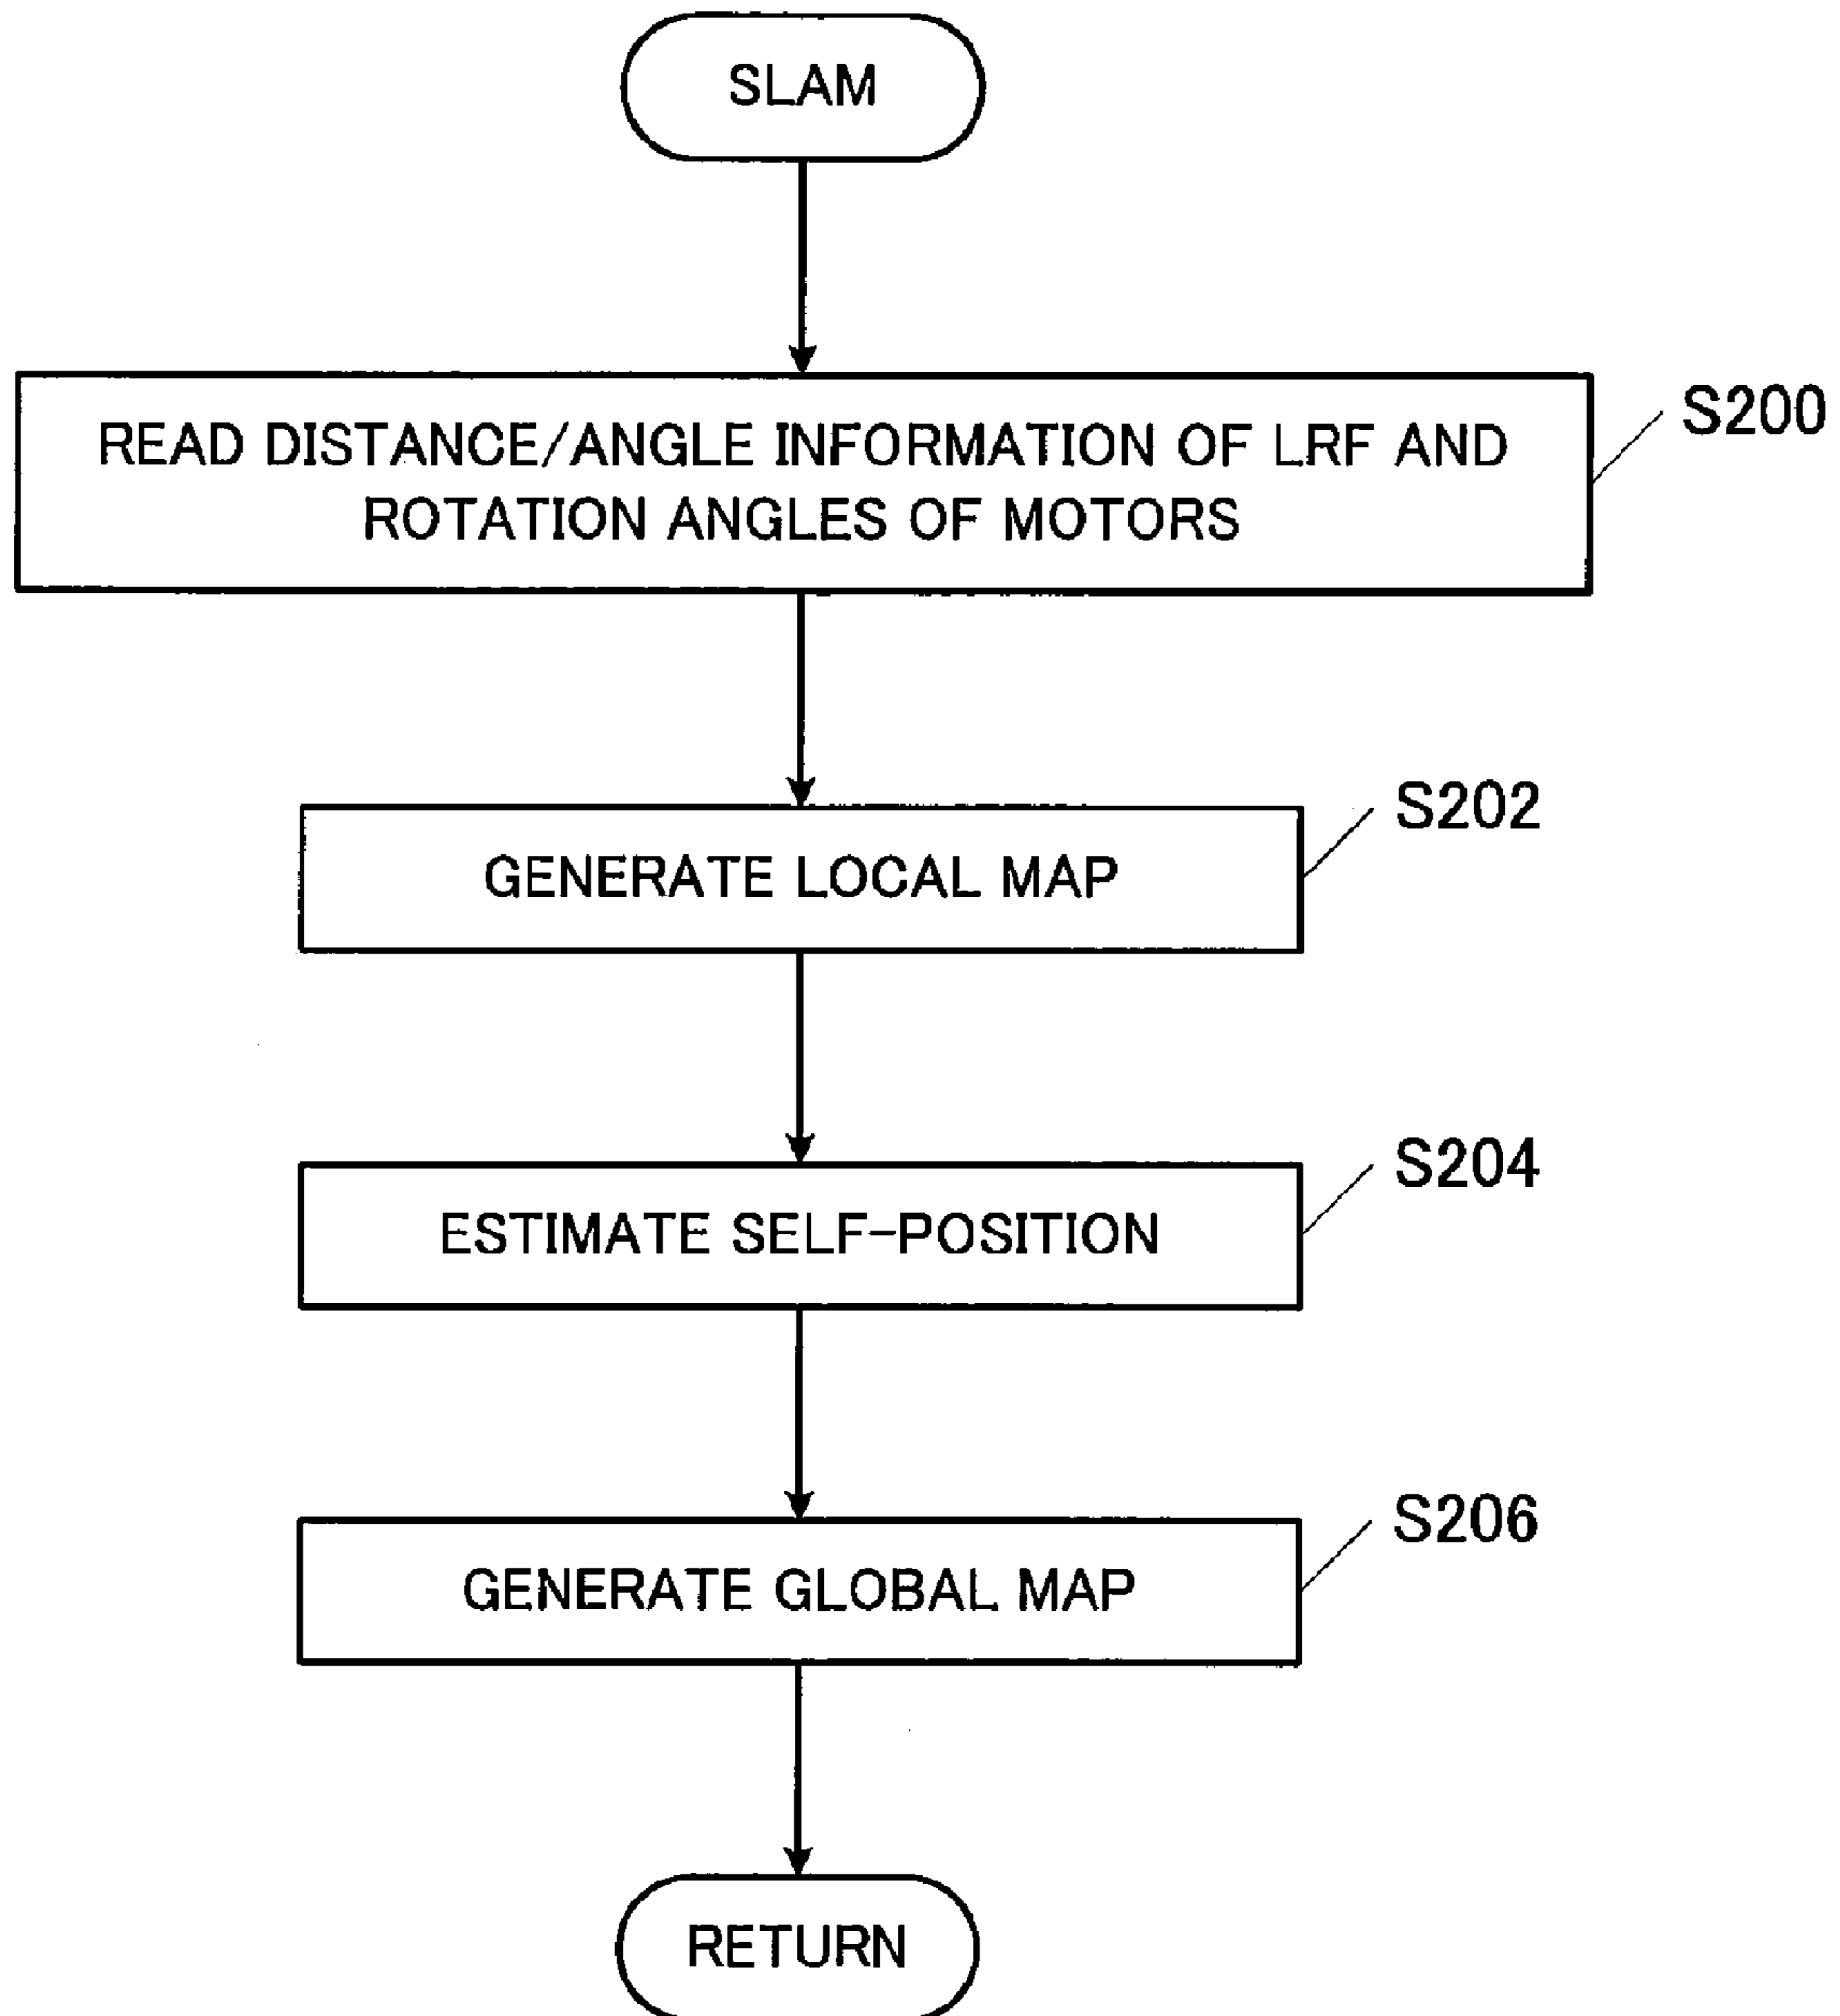 SLAM
READ DISTANCE/ANGLE INFORMATION OF LRF AND
ROTATION ANGLES OF MOTORS
S200
GENERATE LOCAL MAP
S202
ESTIMATE SELF-POSITION
S204
GENERATE GLOBAL MAP
S206
RETURN